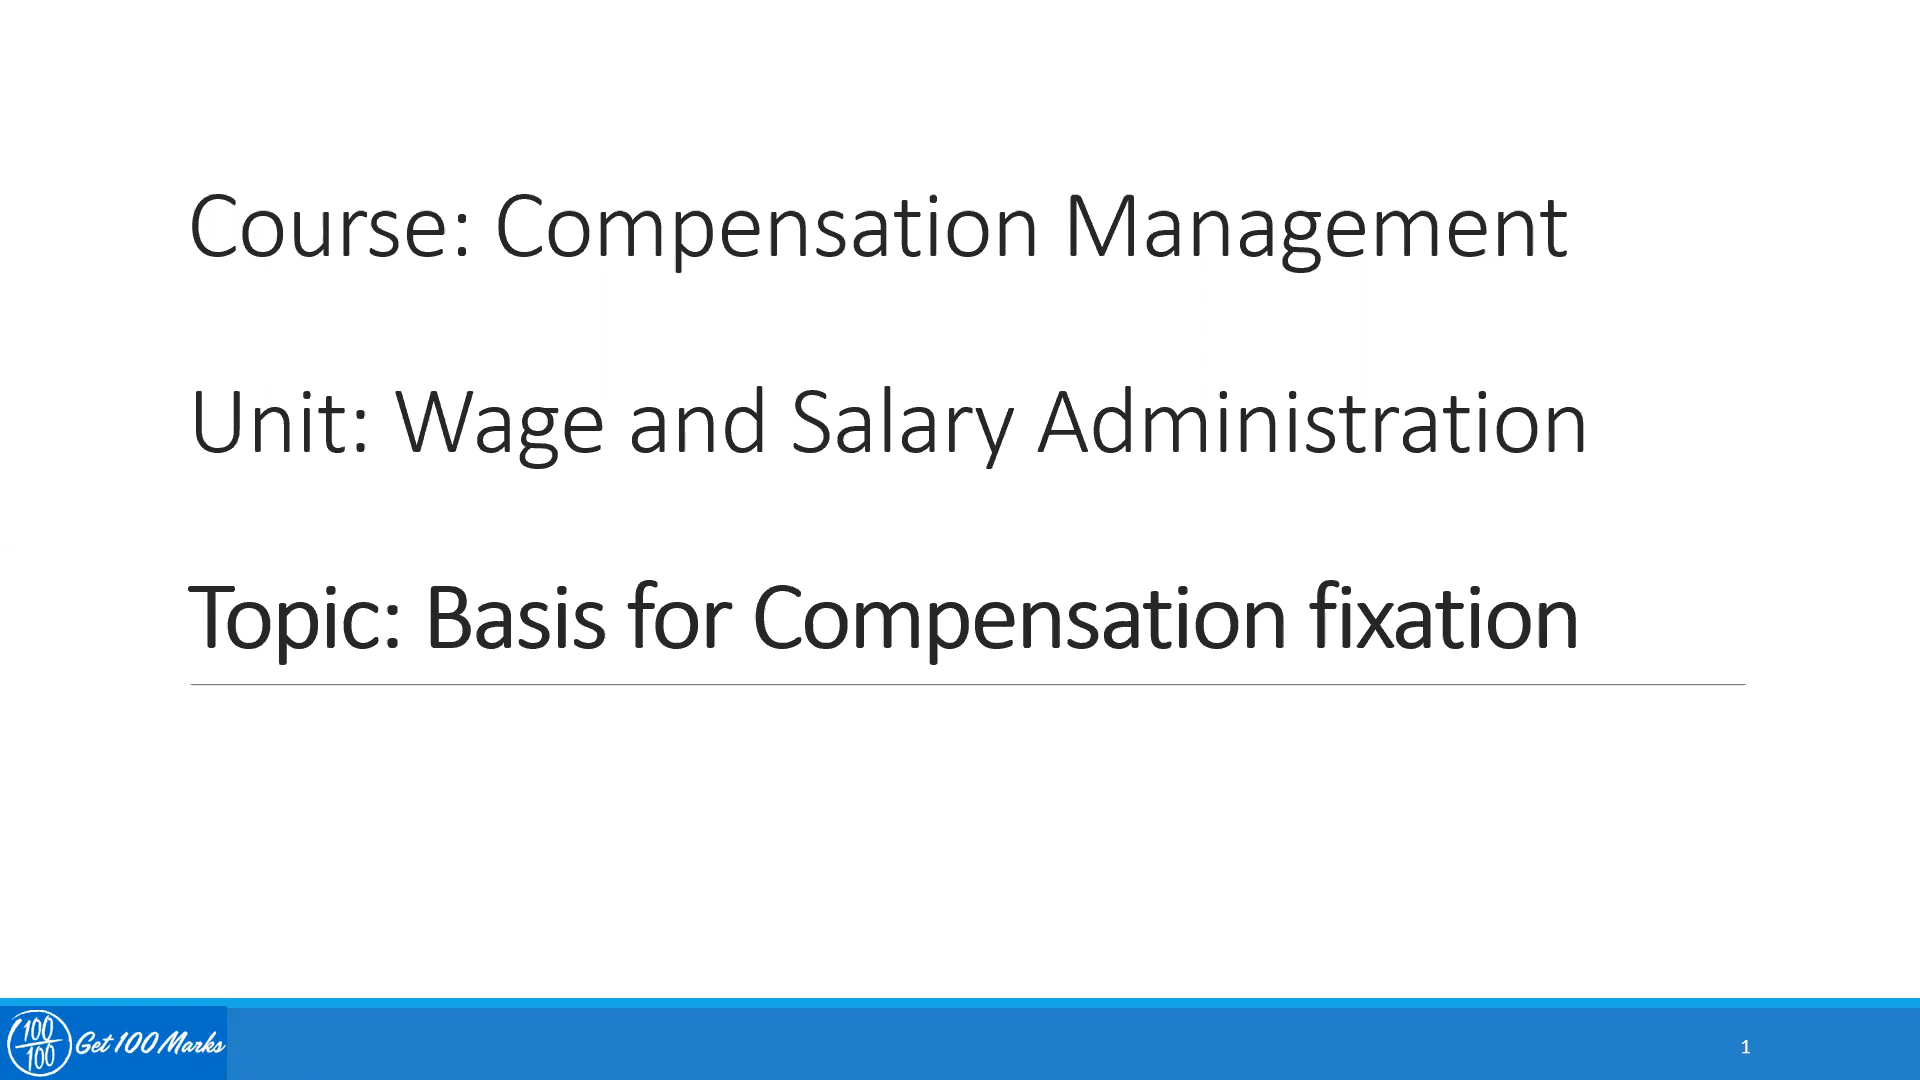 Course: Compensation Management
Unit: Wage and Salary Administration
Topic: Basis for Compensation fixation
100
100
Get 100 Marks
1